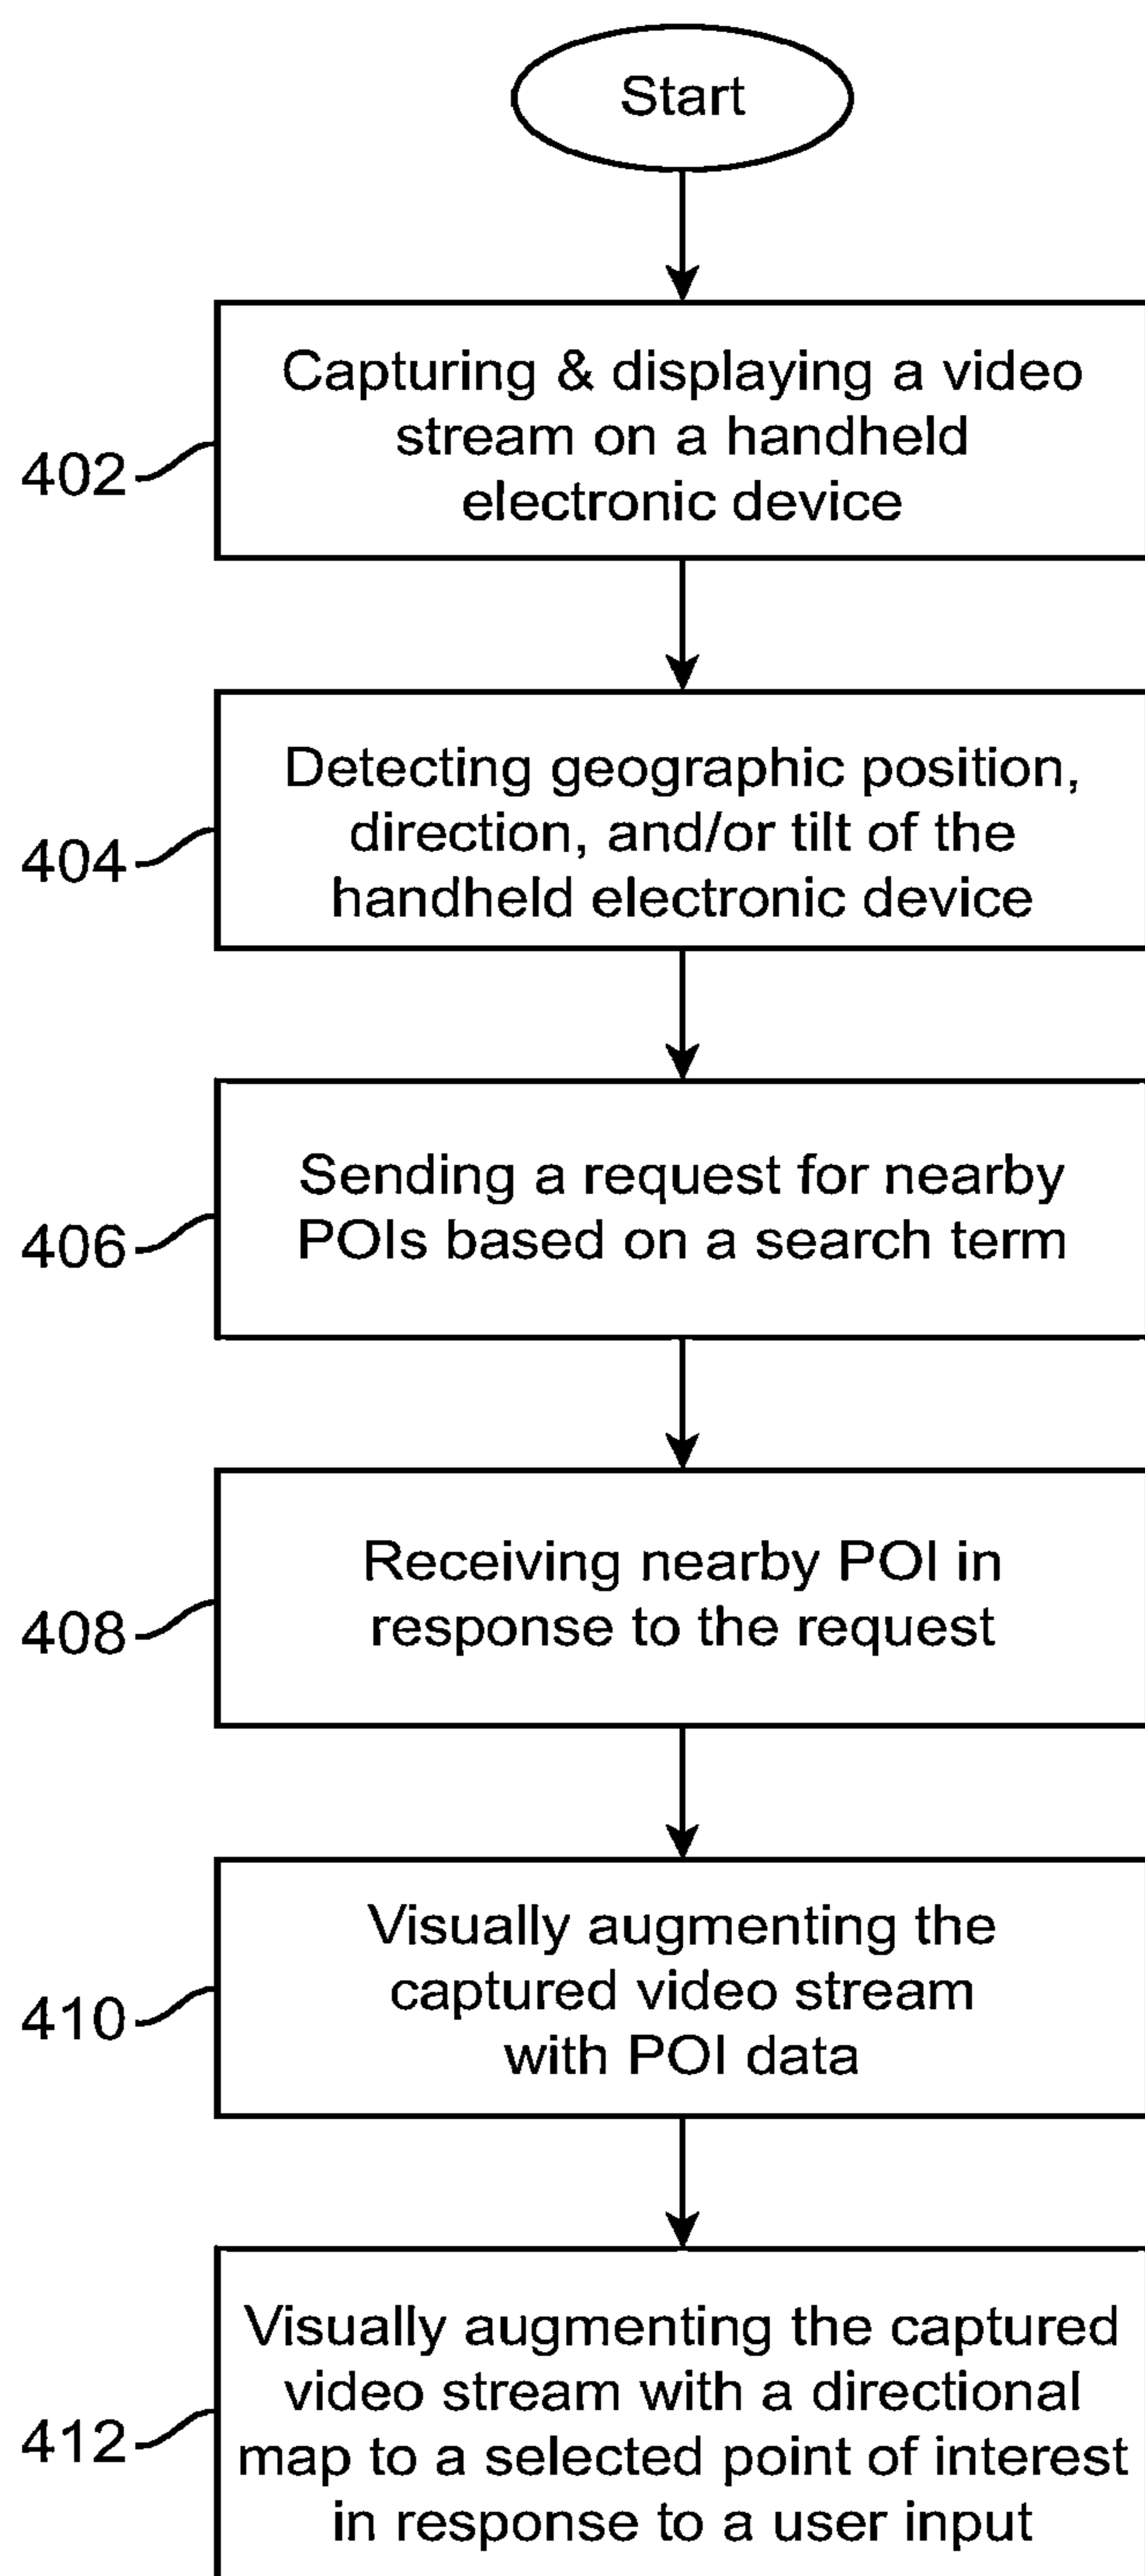 Start
Capturing & displaying a video
stream on a handheld
electronic device
402
Detecting geographic position,
direction, and/or tilt of the
handheld electronic device
404
Sending a request for nearby
POIs based on a search term
406
Receiving nearby POI in
response to the request
408
Visually augmenting the
captured video stream
with POI data
410
Visually augmenting the captured
video stream with a directional
map to a selected point of interest
in response to a user input
412